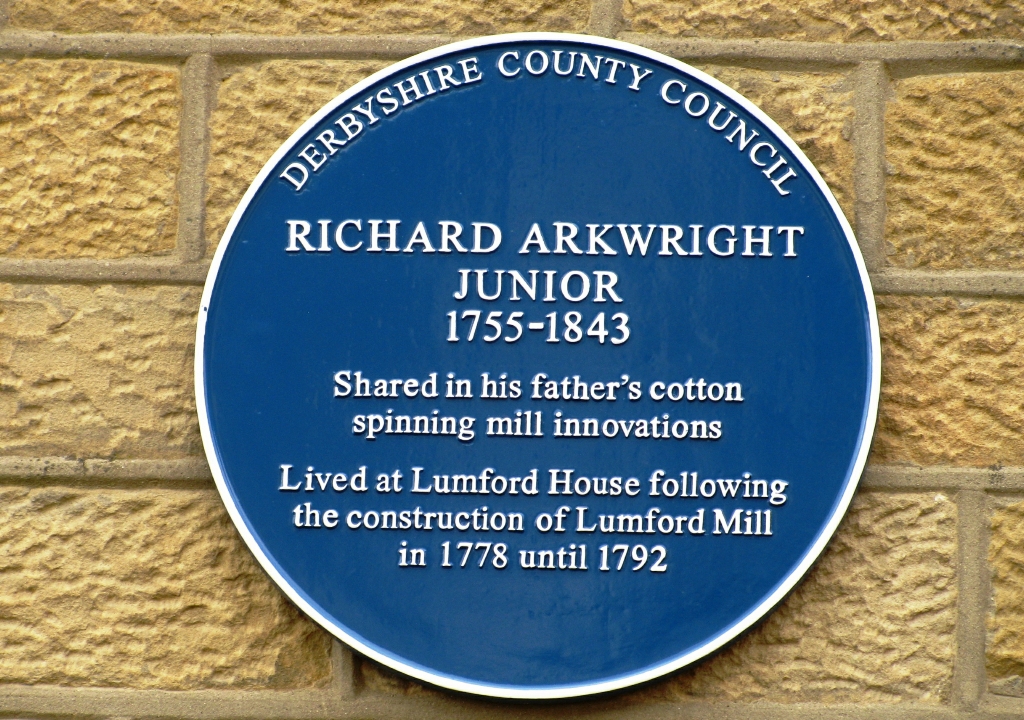 DERBYSHIRE COUNTY COUNCIL
RICHARD ARKWRIGHT
JUNIOR
1755-1843
Shared in his father's cotton
spinning mill innovations
Lived at Lumford House following
the construction of Lumford Mill
in 1778 until 1792